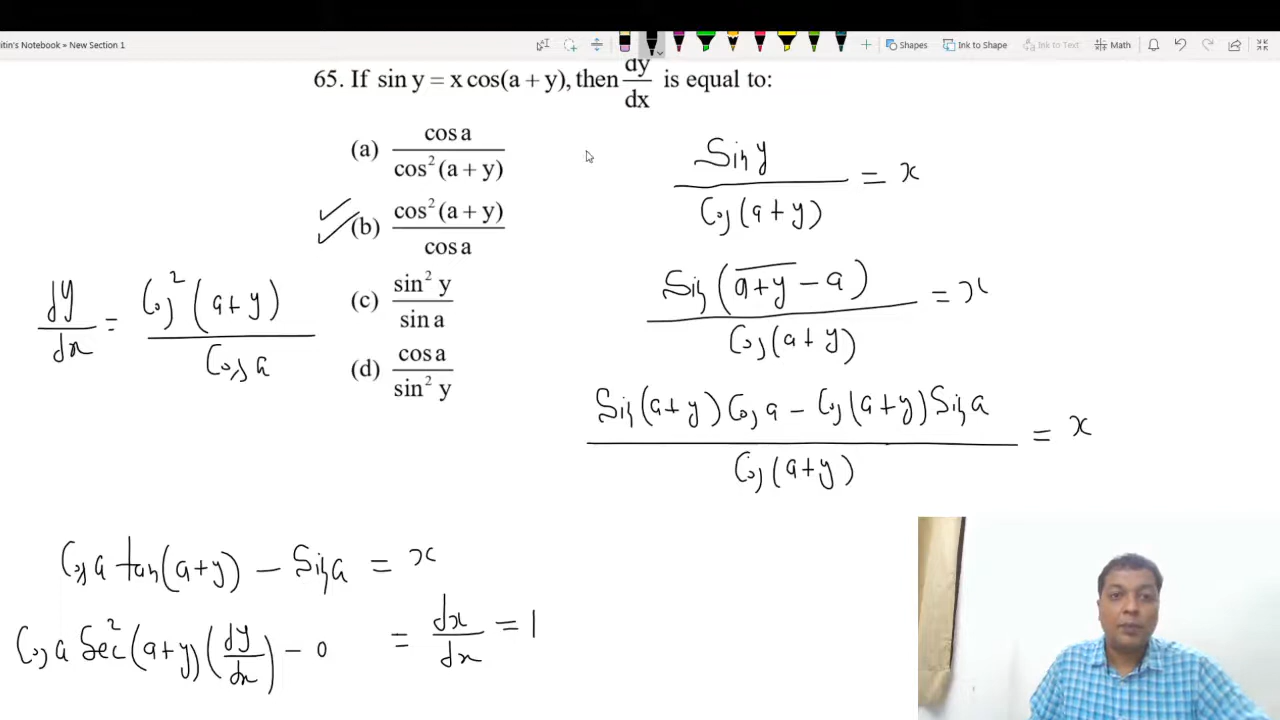 itin's Notebook » New Section 1
Shapes Ink to Shape Ink to Text Math
65. If sin y = x cos(a + y), then dy/dx is equal to:
(a) cos a / cos² (a + y)
(b) cos² (a + y) / cos a
(c) sin² y / sin a
(d) cos a / sin² y
Sin y / Cos (a + y) = x
Sin (a+y − a) / Cos (a + y) = x
Sin (a+y) Cos a − Cos (a+y) Sin a / Cos (a+y) = x
Cos a tan (a+y) − Sin a = x
Cos a Sec² (a+y) (dy/dx) − 0 = dx/dx = 1
dy/dx = Cos² (a+y) / Cos a